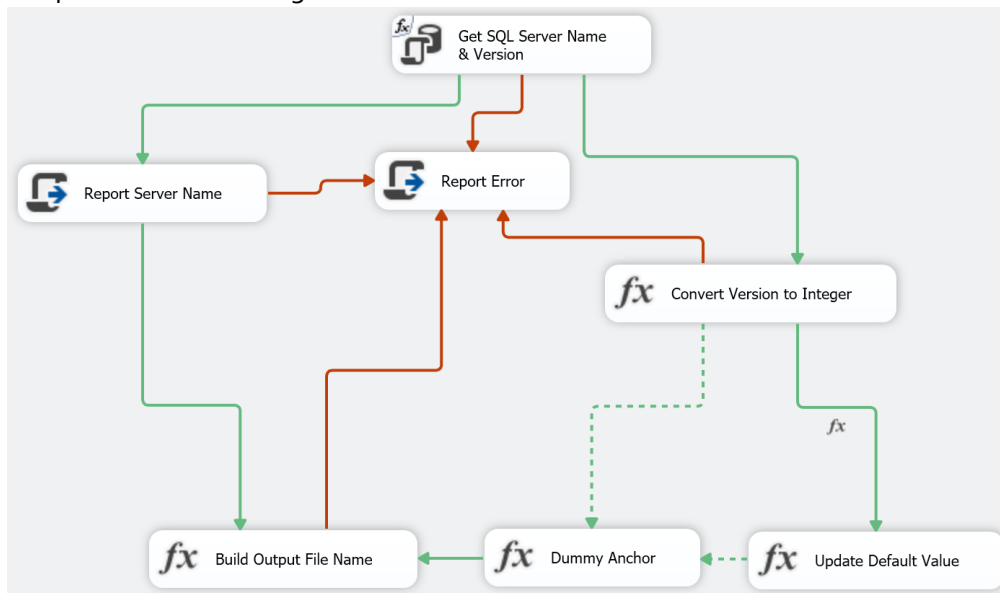 Get SQL Server Name
& Version
Report Server Name
Report Error
Convert Version to Integer
fx
Build Output File Name
Dummy Anchor
Update Default Value